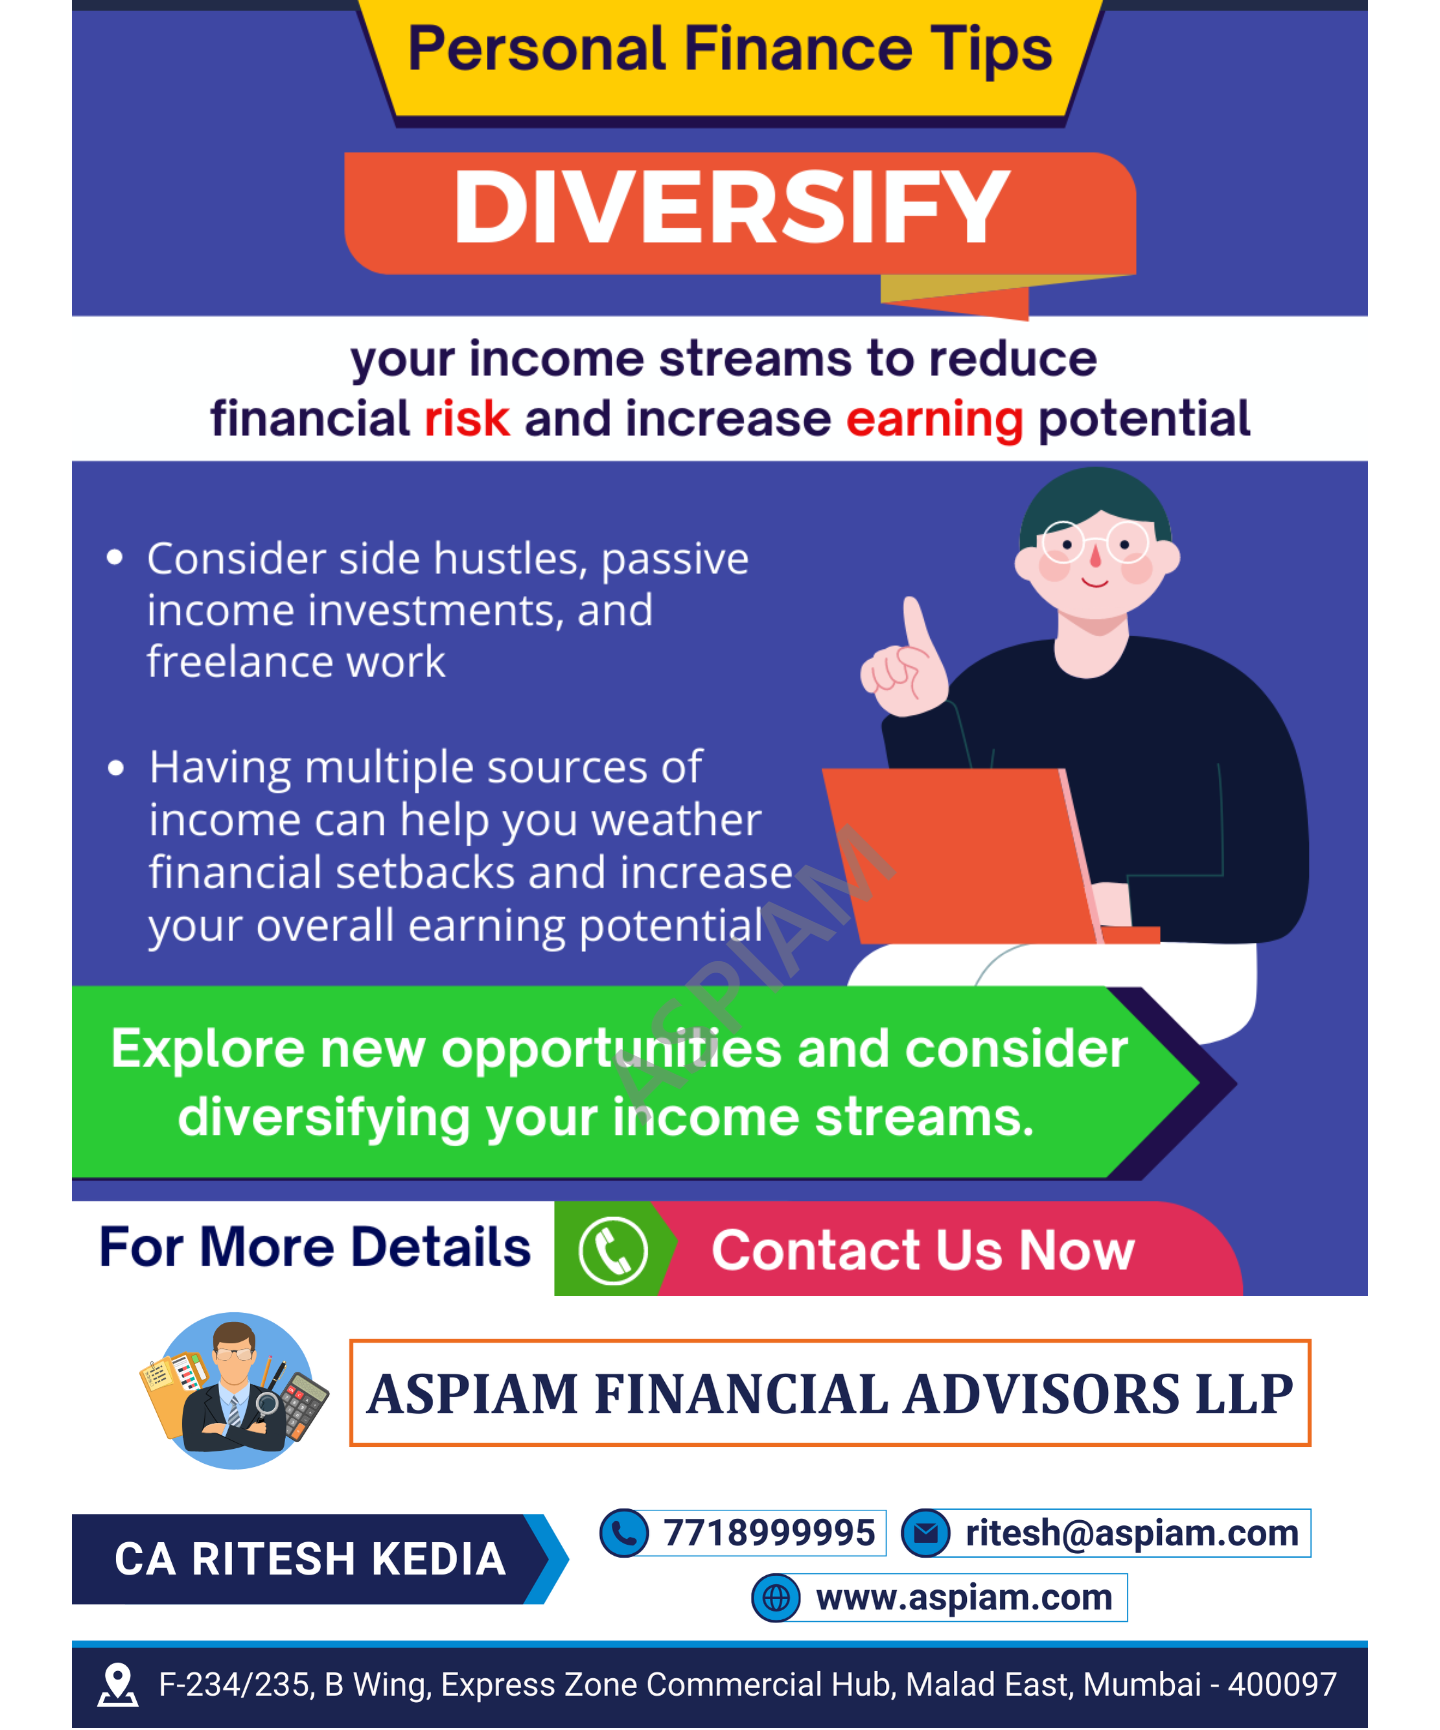 Personal Finance Tips
DIVERSIFY
your income streams to reduce
financial risk and increase earning potential
• Consider side hustles, passive
income investments, and
freelance work
• Having multiple sources of
income can help you weather
financial setbacks and increase
your overall earning potential
ASPIAM
Explore new opportunities and consider
diversifying your income streams.
For More Details
Contact Us Now
ASPIAM FINANCIAL ADVISORS LLP
CA RITESH KEDIA
7718999995
ritesh@aspiam.com
www.aspiam.com
F-234/235, B Wing, Express Zone Commercial Hub, Malad East, Mumbai - 400097